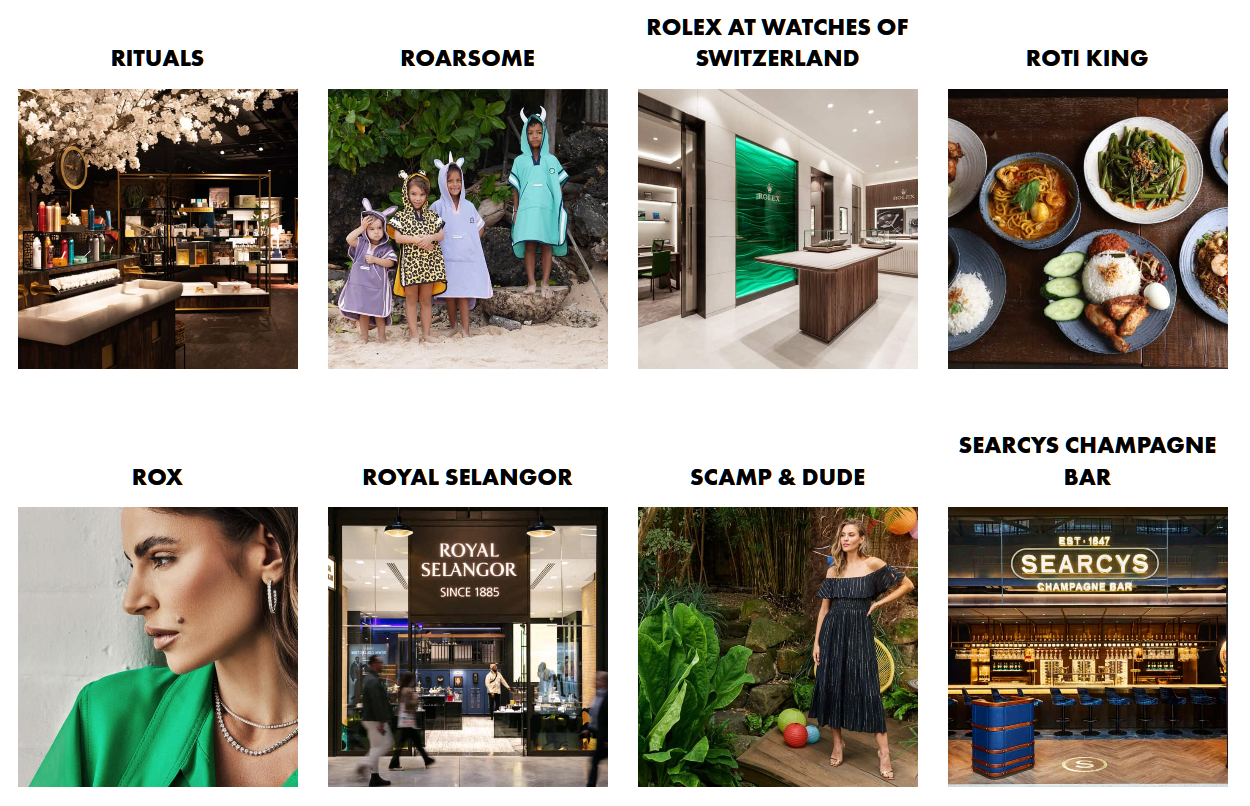 RITUALS
ROARSOME
ROLEX AT WATCHES OF
SWITZERLAND
ROTI KING
ROLEX
ROLEX
ROX
ROYAL SELANGOR
SCAMP & DUDE
SEARCYS CHAMPAGNE
BAR
ROYAL
SELANGOR
SINCE 1885
EST · 1847
SEARCYS
CHAMPAGNE BAR
S